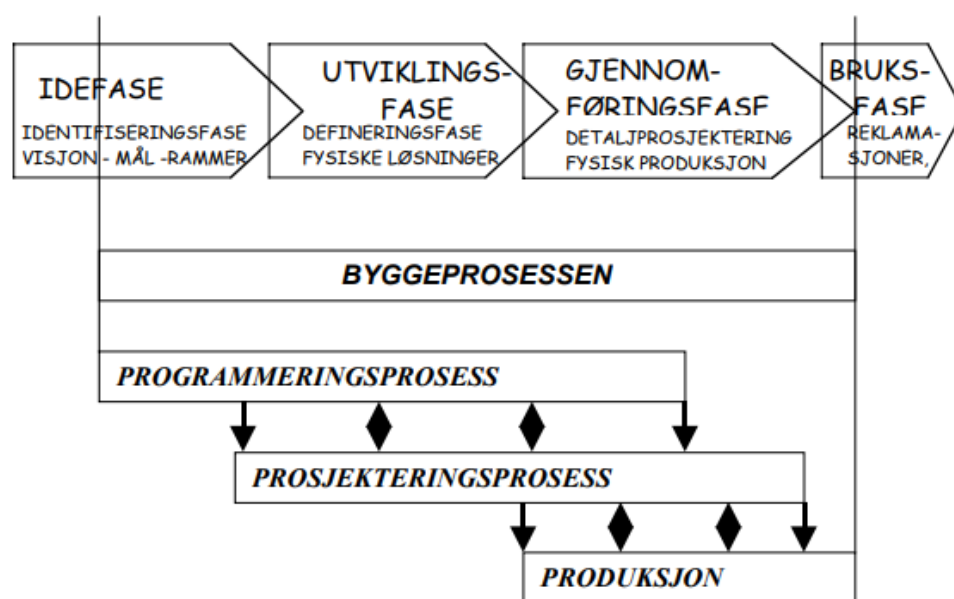 IDEFASE
IDENTIFISERINGSFASE
VISJON - MÅL -RAMMER
UTVIKLINGS-
FASE
DEFINERINGSFASE
FYSISKE LØSNINGER
GJENNOM-
FØRINGSFASE
DETALJPROSJEKTERING
FYSISK PRODUKSJON
BRUKS-
FASE
REKLAMA-
SJONER,
BYGGEPROSESSEN
PROGRAMMERINGSPROSESS
PROSJEKTERINGSPROSESS
PRODUKSJON